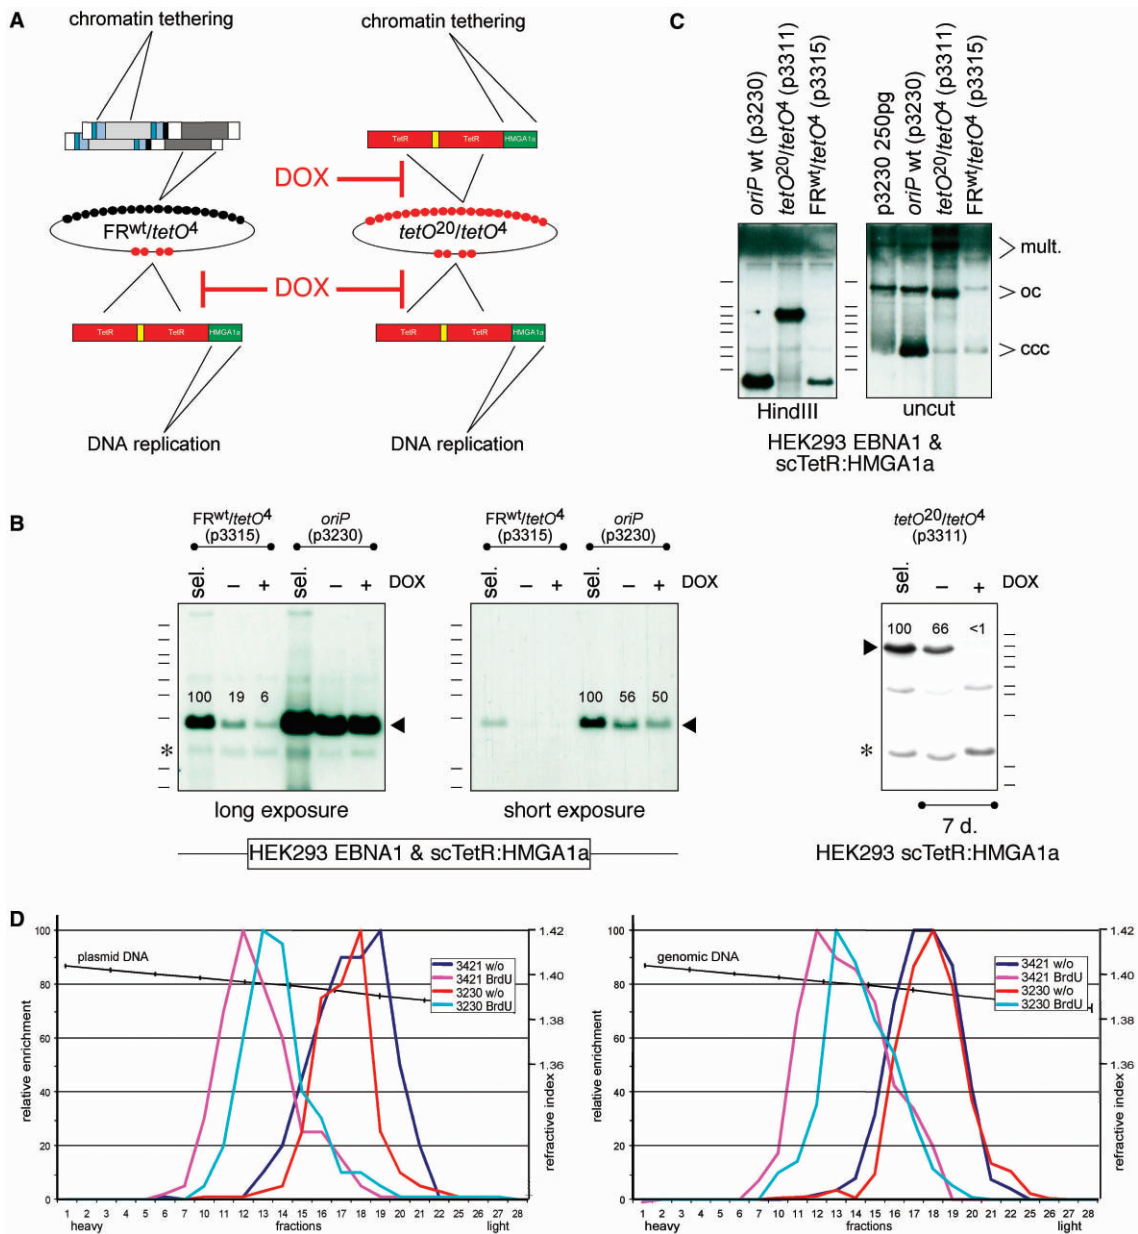 A
chromatin tethering
chromatin tethering
TetR TetR HMGA1a
DOX
FRwt/tetO4
tetO20/tetO4
DOX
TetR TetR HMGA1a
TetR TetR HMGA1a
DNA replication
DNA replication
C
oriP wt (p3230)
tetO20/tetO4 (p3311)
FRwt/tetO4 (p3315)
p3230 250pg
oriP wt (p3230)
tetO20/tetO4 (p3311)
FRwt/tetO4 (p3315)
mult.
oc
ccc
HindIII
uncut
HEK293 EBNA1 &
scTetR:HMGA1a
B
FRwt/tetO4
(p3315)
oriP
(p3230)
sel. – + sel. – + DOX
100 19 6
*
long exposure
FRwt/tetO4
(p3315)
oriP
(p3230)
sel. – + sel. – + DOX
100 56 50
short exposure
HEK293 EBNA1 & scTetR:HMGA1a
tetO20/tetO4
(p3311)
sel. – + DOX
100 66 <1
*
7 d.
HEK293 scTetR:HMGA1a
D
plasmid DNA
3421 w/o
3421 BrdU
3230 w/o
3230 BrdU
relative enrichment
100
80
60
40
20
0
1.42
1.40
1.38
1.36
refractive index
1 2 3 4 5 6 7 10 11 12 13 14 15 16 17 18 19 20 21 22 25 26 27 28
heavy fractions light
genomic DNA
3421 w/o
3421 BrdU
3230 w/o
3230 BrdU
relative enrichment
100
80
60
40
20
0
1.42
1.40
1.38
1.36
refractive index
1 2 3 4 5 6 7 10 11 12 13 14 15 16 17 18 19 20 21 22 25 26 27 28
heavy fractions light